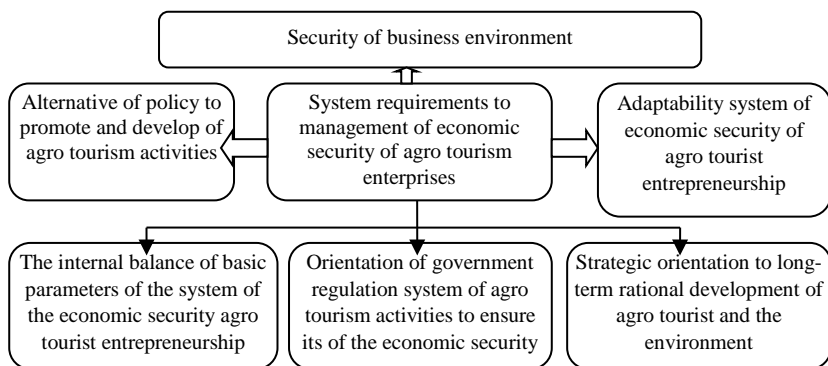 Security of business environment
Alternative of policy to
promote and develop of
agro tourism activities
System requirements to
management of economic
security of agro tourism
enterprises
Adaptability system of
economic security of
agro tourist
entrepreneurship
The internal balance of basic
parameters of the system of
the economic security agro
tourist entrepreneurship
Orientation of government
regulation system of agro
tourism activities to ensure
its of the economic security
Strategic orientation to long-
term rational development of
agro tourist and the
environment